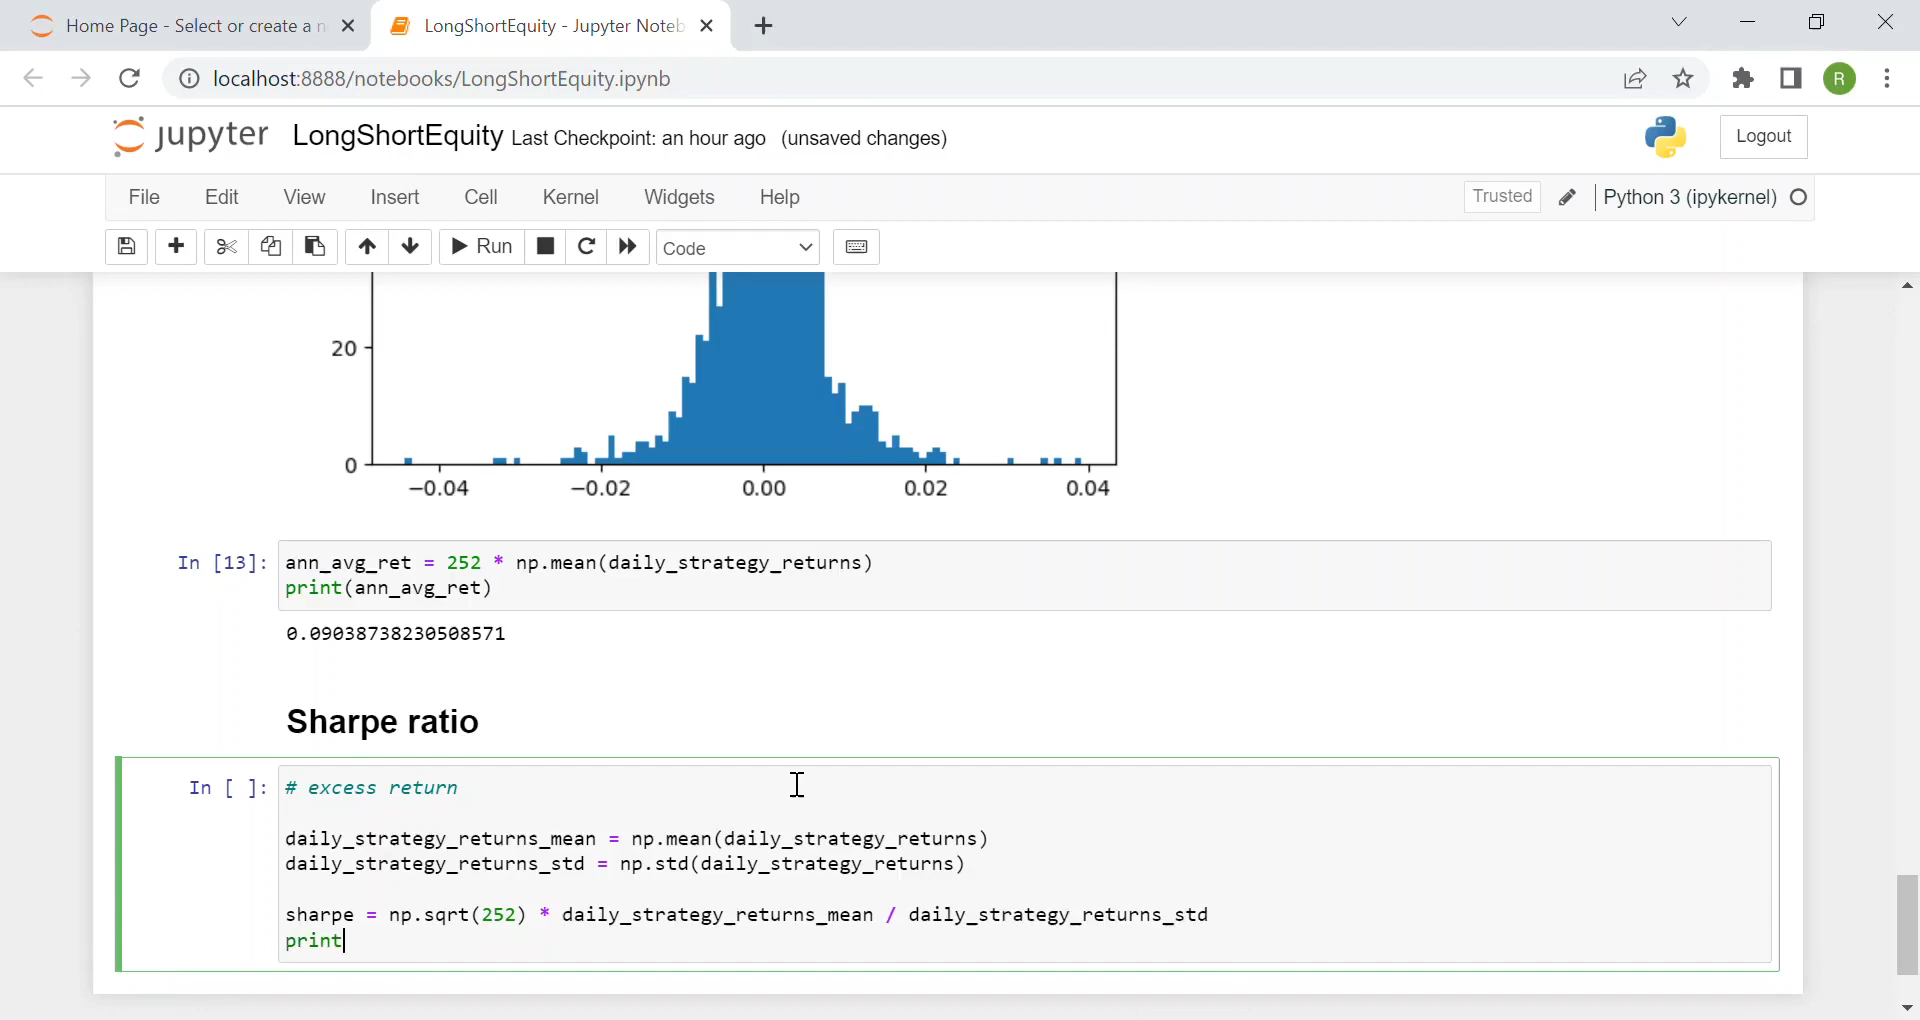 Home Page - Select or create a n
LongShortEquity - Jupyter Noteb
localhost:8888/notebooks/LongShortEquity.ipynb
R
jupyter LongShortEquity Last Checkpoint: an hour ago (unsaved changes)
Logout
File Edit View Insert Cell Kernel Widgets Help
Trusted
Python 3 (ipykernel)
Run
Code
20
0
−0.04 −0.02 0.00 0.02 0.04
In [13]: ann_avg_ret = 252 * np.mean(daily_strategy_returns)
print(ann_avg_ret)
0.09038738230508571
Sharpe ratio
In [ ]: # excess return
daily_strategy_returns_mean = np.mean(daily_strategy_returns)
daily_strategy_returns_std = np.std(daily_strategy_returns)
sharpe = np.sqrt(252) * daily_strategy_returns_mean / daily_strategy_returns_std
print